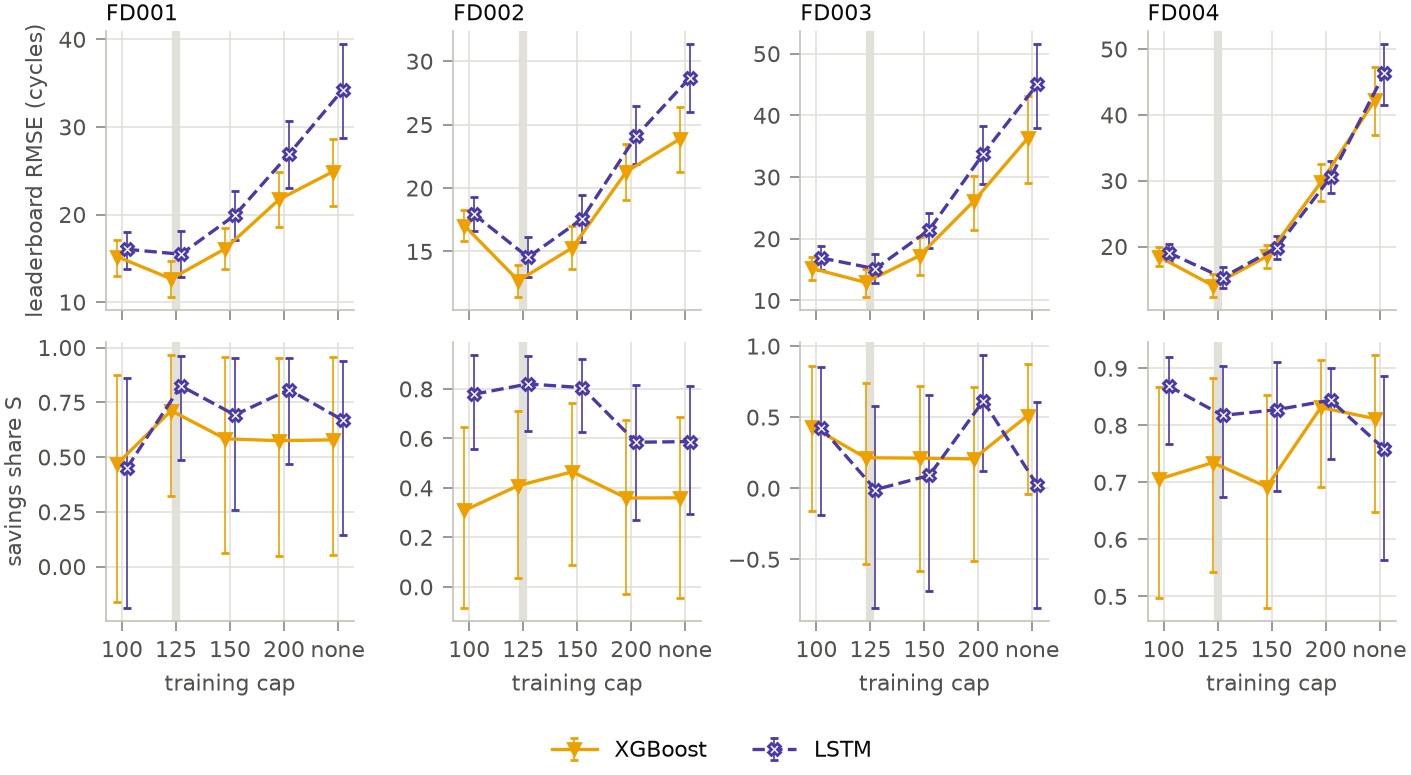 FD001 FD002 FD003 FD004
leaderboard RMSE (cycles)
40 30 20 10
30 25 20 15
50 40 30 20 10
50 40 30 20
savings share S
1.00 0.75 0.50 0.25 0.00
0.8 0.6 0.4 0.2 0.0
1.0 0.5 0.0 −0.5
0.9 0.8 0.7 0.6 0.5
100 125 150 200 none 100 125 150 200 none 100 125 150 200 none 100 125 150 200 none
training cap training cap training cap training cap
XGBoost LSTM